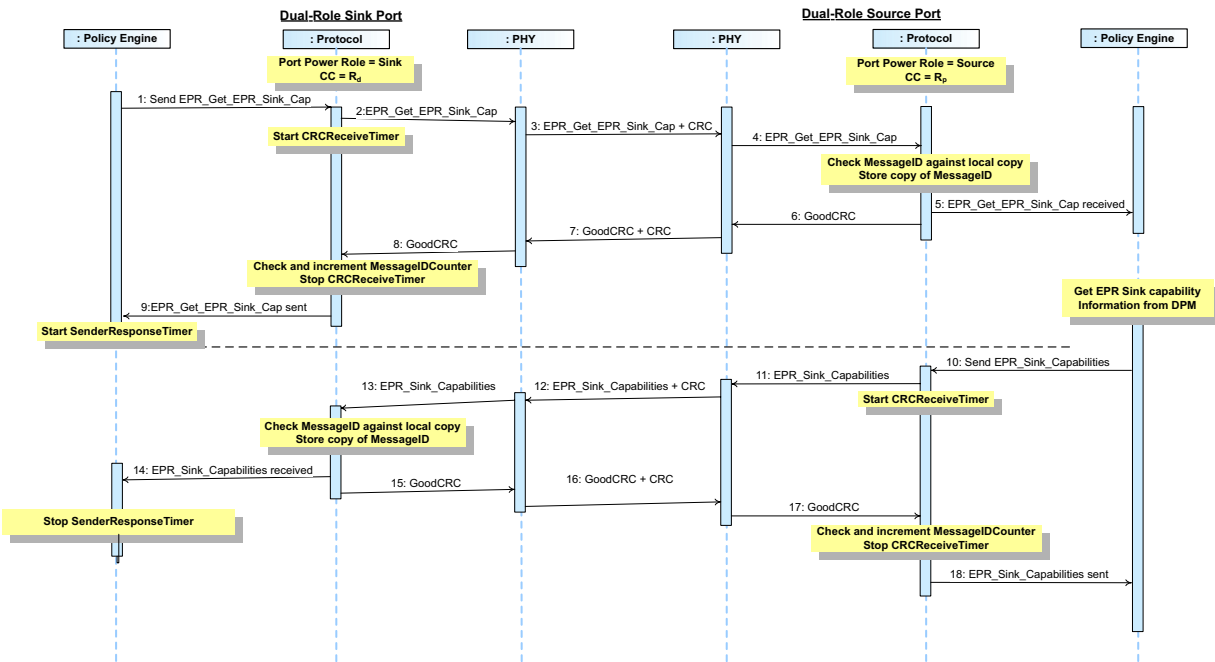 Dual-Role Sink Port
Dual-Role Source Port
: Policy Engine
: Protocol
: PHY
: PHY
: Protocol
: Policy Engine
Port Power Role = Sink
CC = Rd
Port Power Role = Source
CC = Rp
1: Send EPR_Get_EPR_Sink_Cap
2:EPR_Get_EPR_Sink_Cap
Start CRCReceiveTimer
3: EPR_Get_EPR_Sink_Cap + CRC
4: EPR_Get_EPR_Sink_Cap
Check MessageID against local copy
Store copy of MessageID
5: EPR_Get_EPR_Sink_Cap received
6: GoodCRC
7: GoodCRC + CRC
8: GoodCRC
Check and increment MessageIDCounter
Stop CRCReceiveTimer
Get EPR Sink capability
Information from DPM
9:EPR_Get_EPR_Sink_Cap sent
Start SenderResponseTimer
10: Send EPR_Sink_Capabilities
11: EPR_Sink_Capabilities
12: EPR_Sink_Capabilities + CRC
13: EPR_Sink_Capabilities
Start CRCReceiveTimer
Check MessageID against local copy
Store copy of MessageID
14: EPR_Sink_Capabilities received
15: GoodCRC
16: GoodCRC + CRC
17: GoodCRC
Stop SenderResponseTimer
Check and increment MessageIDCounter
Stop CRCReceiveTimer
18: EPR_Sink_Capabilities sent